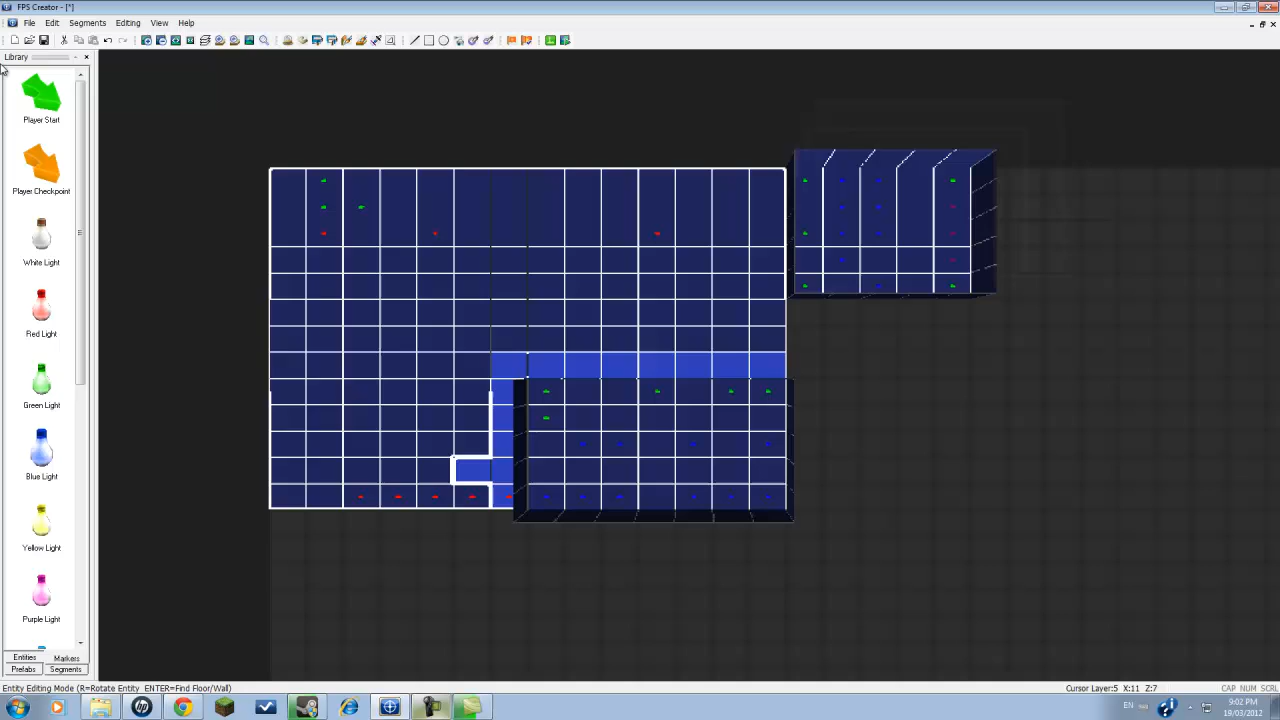 FPS Creator - [*]
File Edit Segments Editing View Help
Library
Player Start
Player Checkpoint
White Light
Red Light
Green Light
Blue Light
Yellow Light
Purple Light
Entities Markers
Prefabs Segments
Entity Editing Mode (R=Rotate Entity ENTER=Find Floor/Wall)
Cursor Layer:5 X:11 Z:7
CAP NUM SCRL
EN
9:02 PM
19/03/2012